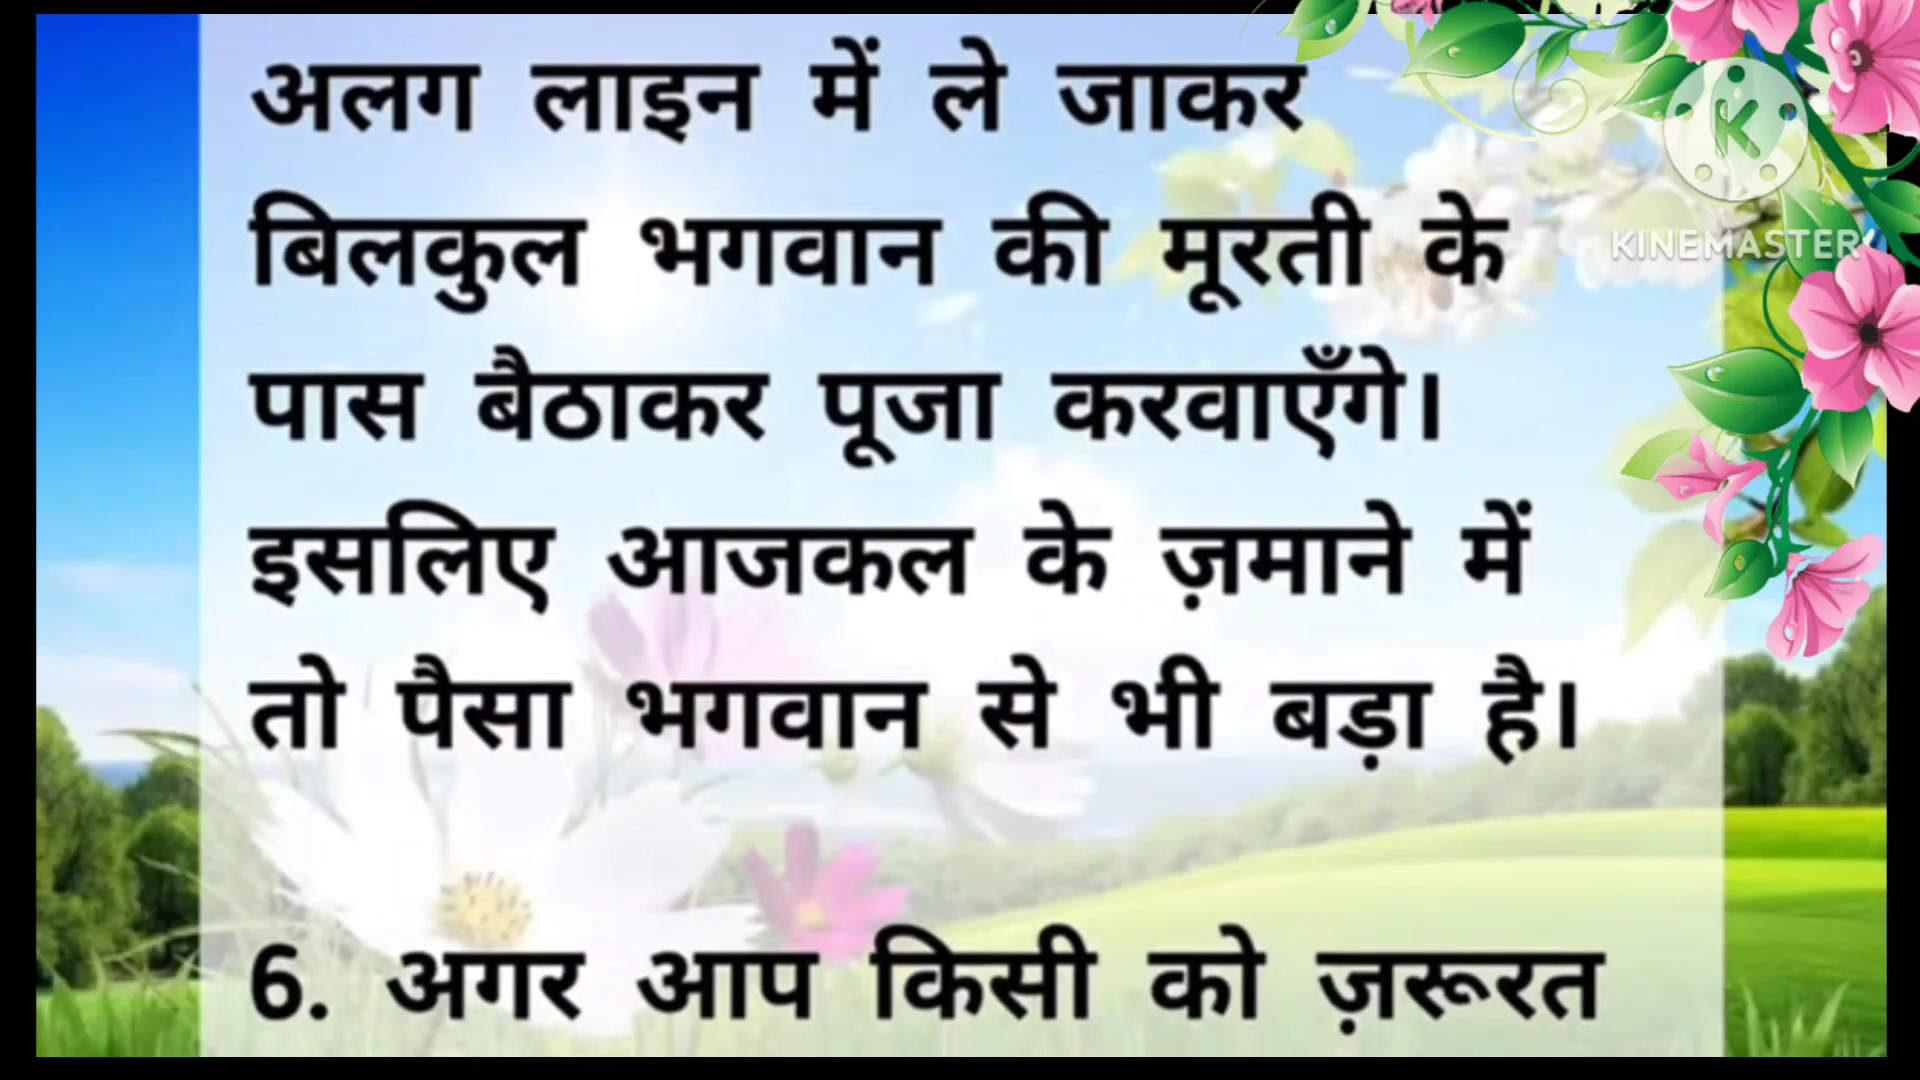 अलग लाइन में ले जाकर
बिलकुल भगवान की मूरती के
पास बैठाकर पूजा करवाएँगे।
इसलिए आजकल के ज़माने में
तो पैसा भगवान से भी बड़ा है।
6. अगर आप किसी को ज़रूरत
K
KINEMASTER